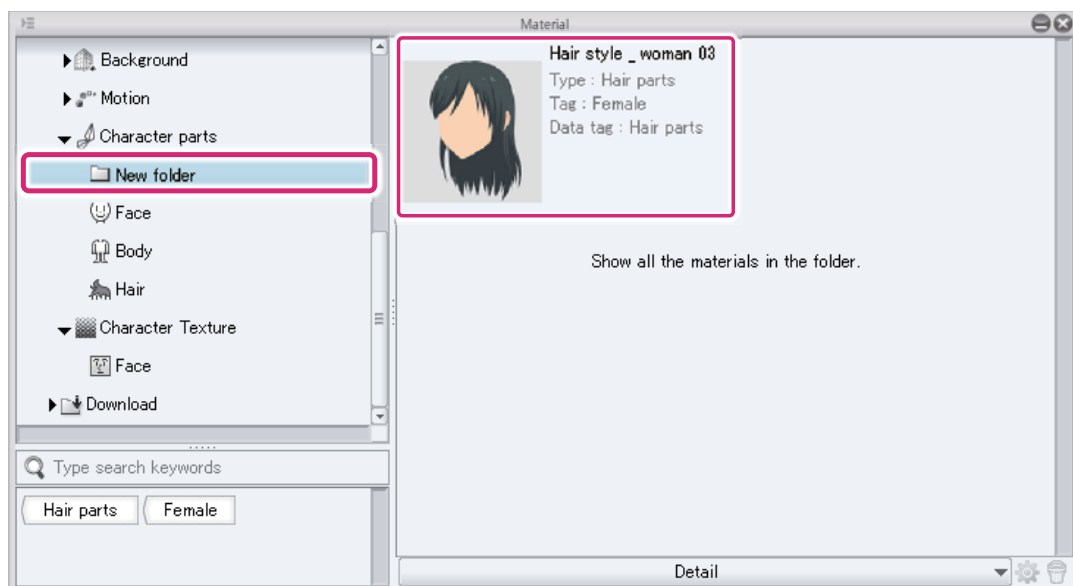 Material
Background
Motion
Character parts
New folder
Face
Body
Hair
Character Texture
Face
Download
Type search keywords
Hair parts
Female
Hair style _ woman 03
Type : Hair parts
Tag : Female
Data tag : Hair parts
Show all the materials in the folder.
Detail